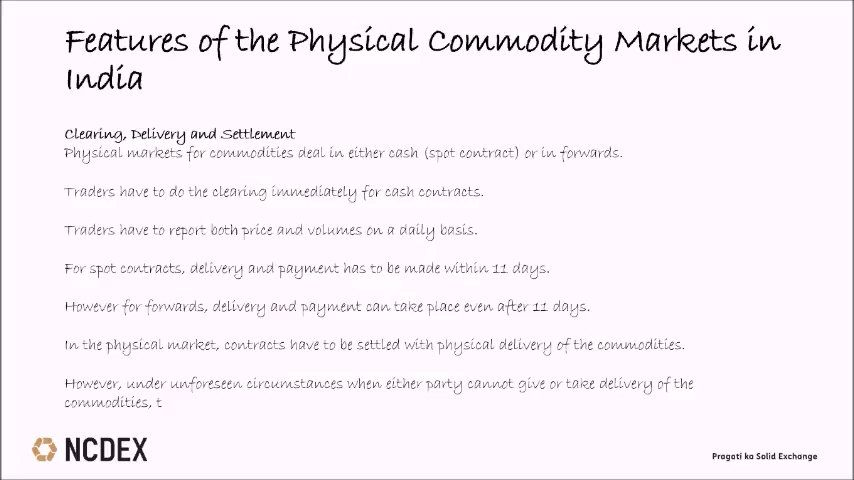 Features of the Physical Commodity Markets in
India
Clearing, Delivery and Settlement
Physical markets for commodities deal in either cash (spot contract) or in forwards.
Traders have to do the clearing immediately for cash contracts.
Traders have to report both price and volumes on a daily basis.
For spot contracts, delivery and payment has to be made within 11 days.
However for forwards, delivery and payment can take place even after 11 days.
In the physical market, contracts have to be settled with physical delivery of the commodities.
However, under unforeseen circumstances when either party cannot give or take delivery of the
commodities, t
NCDEX
Pragati ka Solid Exchange